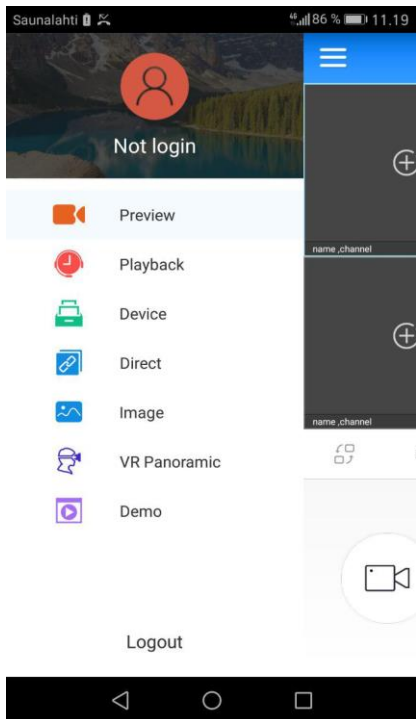 Saunalahti 4G 86 % 11.19
Not login
Preview
Playback
Device
Direct
Image
VR Panoramic
Demo
Logout
name ,channel
name ,channel